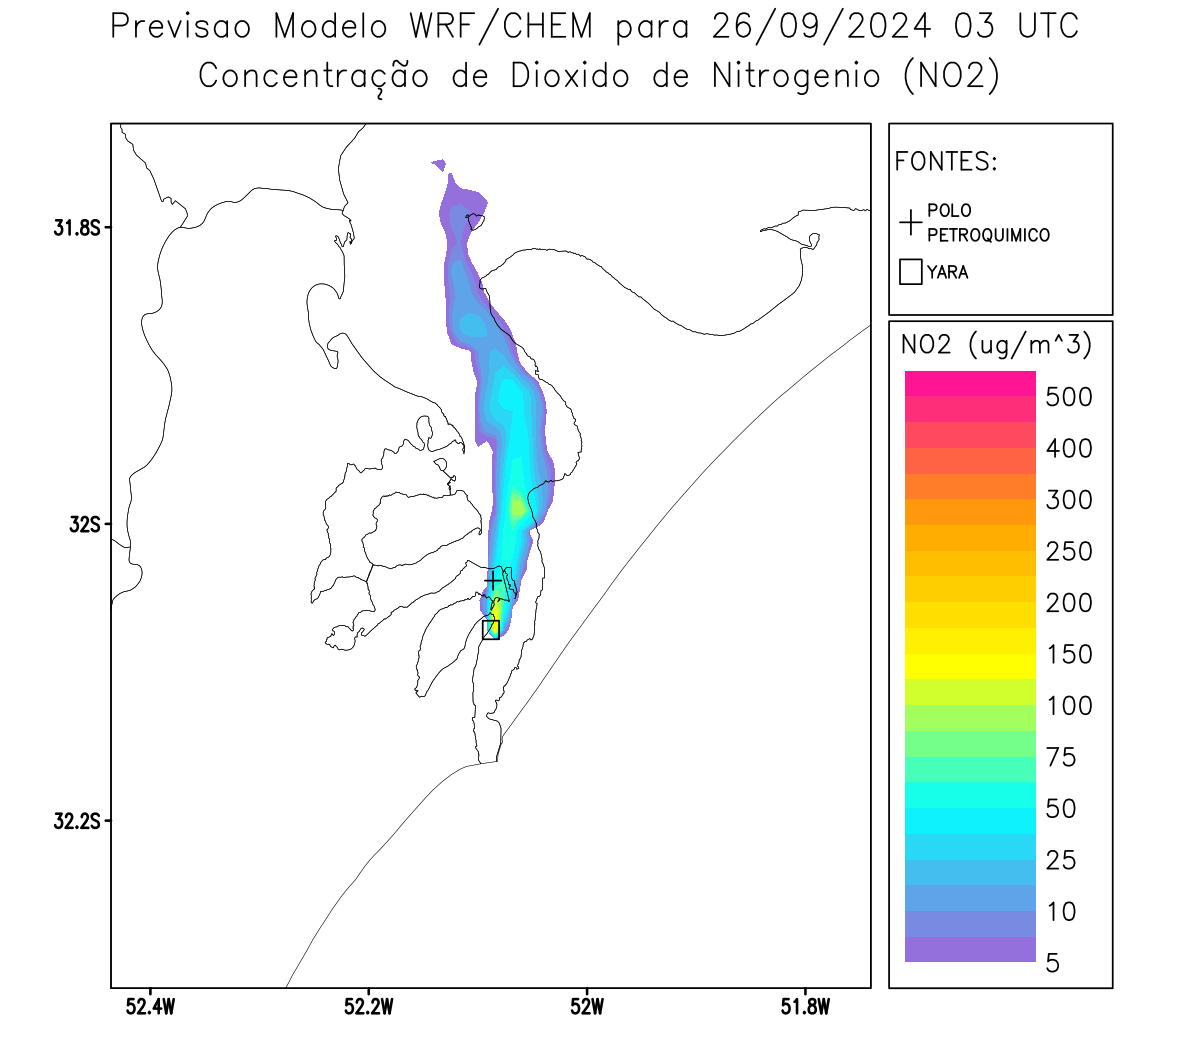 Previsao Modelo WRF/CHEM para 26/09/2024 03 UTC
Concentração de Dioxido de Nitrogenio (NO2)
FONTES:
POLO
PETROQUIMICO
YARA
NO2 (ug/m^3)
500
400
300
250
200
150
100
75
50
25
10
5
31.8S
32S
32.2S
52.4W
52.2W
52W
51.8W